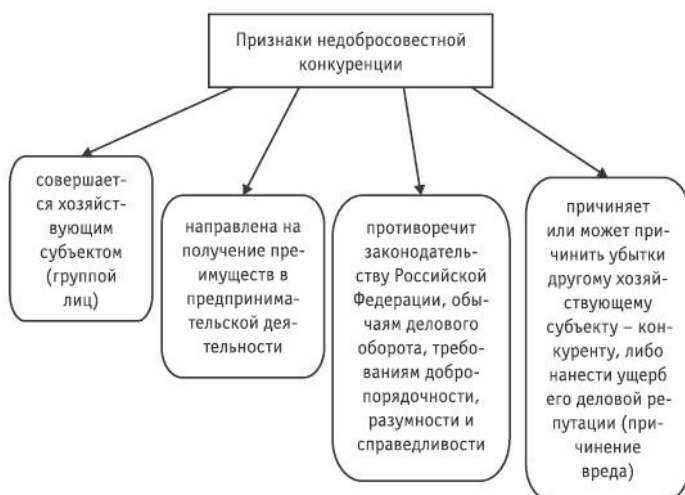 Признаки недобросовестной
конкуренции
совершает-
ся хозяйст-
вующим
субъектом
(группой
лиц)
направлена на
получение пре-
имуществ в
предпринима-
тельской дея-
тельности
противоречит
законодатель-
ству Российской
Федерации, обы-
чаям делового
оборота, требо-
ваниям добро-
порядочности,
разумности и
справедливости
причиняет
или может при-
чинить убытки
другому хозяй-
ствующему
субъекту – кон-
куренту, либо
нанести ущерб
его деловой ре-
путации (при-
чинение
вреда)